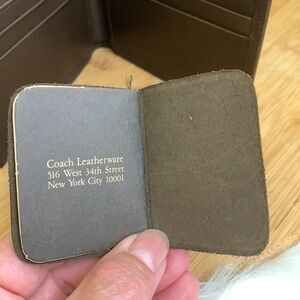 Coach Leatherware
516 West 34th Street
New York City 10001